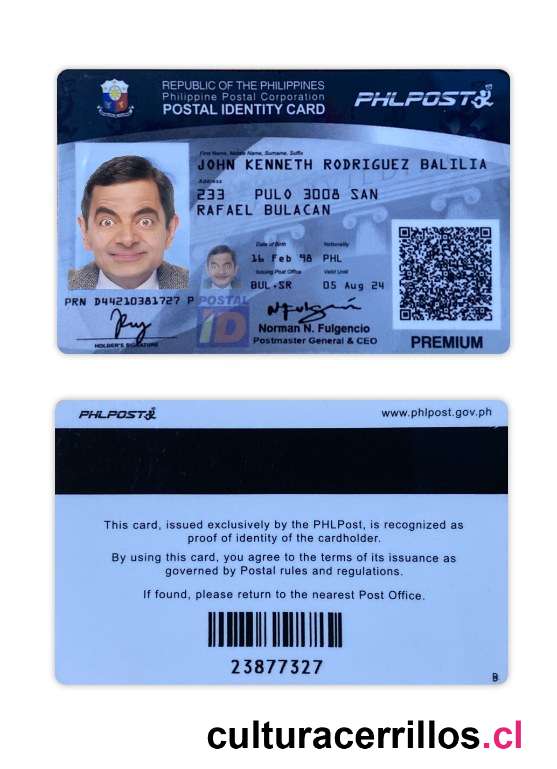 REPUBLIC OF THE PHILIPPINES
Philippine Postal Corporation
POSTAL IDENTITY CARD
PHLPOST
First Name, Middle Name, Surname, Suffix
JOHN KENNETH RODRIGUEZ BALILIA
Address
233 PULO 3008 SAN
RAFAEL BULACAN
Date of Birth Nationality
16 Feb 98 PHL
Issuing Post Office Valid Until
BUL.SR 05 Aug 24
PRN D44210381727 P
POSTAL
iD
HOLDER'S SIGNATURE
Norman N. Fulgencio
Postmaster General & CEO
PREMIUM
PHLPOST
www.phlpost.gov.ph
This card, issued exclusively by the PHLPost, is recognized as
proof of identity of the cardholder.
By using this card, you agree to the terms of its issuance as
governed by Postal rules and regulations.
If found, please return to the nearest Post Office.
23877327
B
culturacerrillos.cl